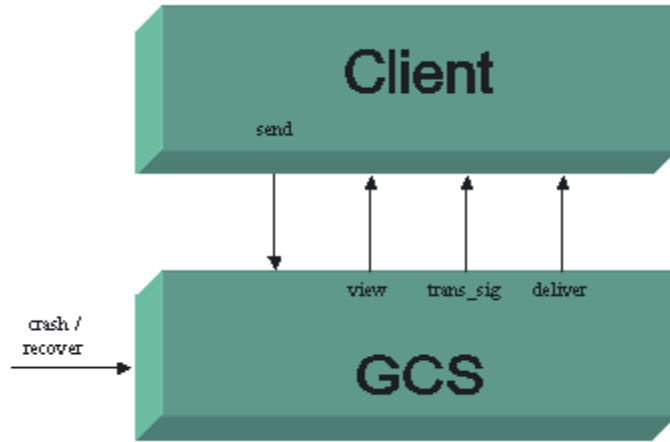 Client
send
view trans_sig deliver
crash /
recover
GCS